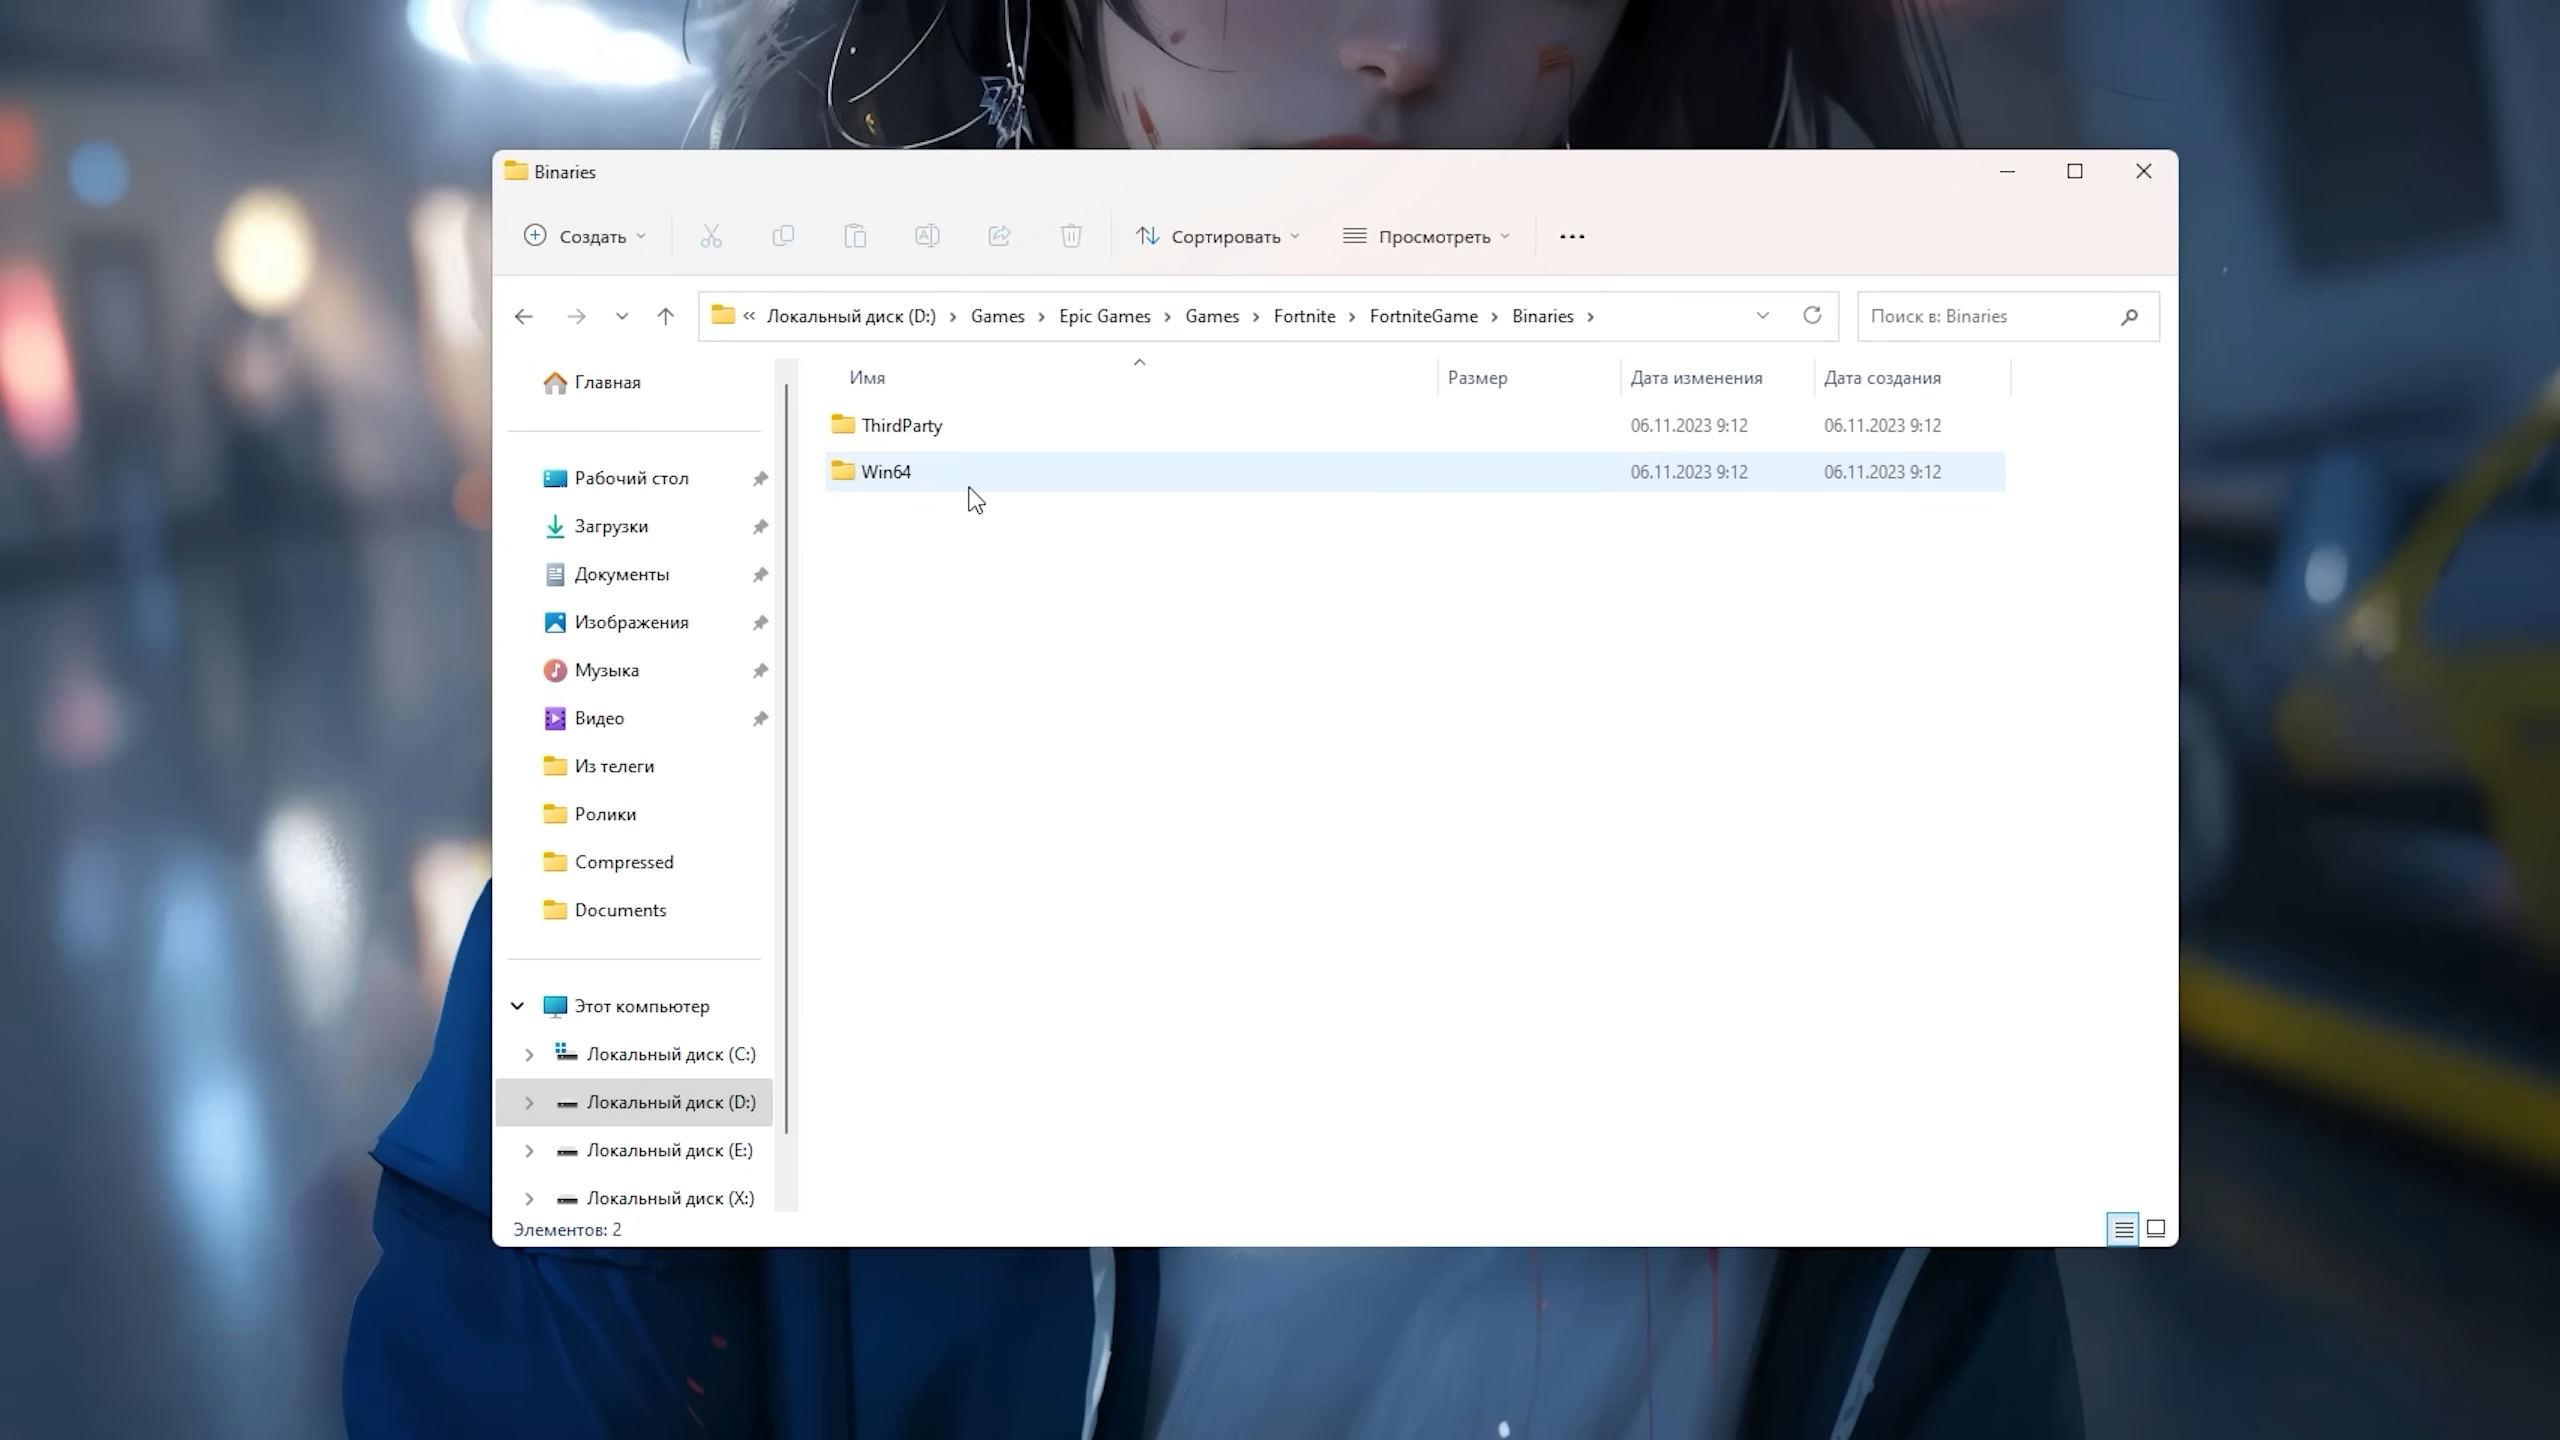 Binaries
Создать
Сортировать
Просмотреть
« Локальный диск (D:) › Games › Epic Games › Games › Fortnite › FortniteGame › Binaries ›
Поиск в: Binaries
Имя Размер Дата изменения Дата создания
ThirdParty 06.11.2023 9:12 06.11.2023 9:12
Win64 06.11.2023 9:12 06.11.2023 9:12
Главная
Рабочий стол
Загрузки
Документы
Изображения
Музыка
Видео
Из телеги
Ролики
Compressed
Documents
Этот компьютер
Локальный диск (C:)
Локальный диск (D:)
Локальный диск (E:)
Локальный диск (X:)
Элементов: 2